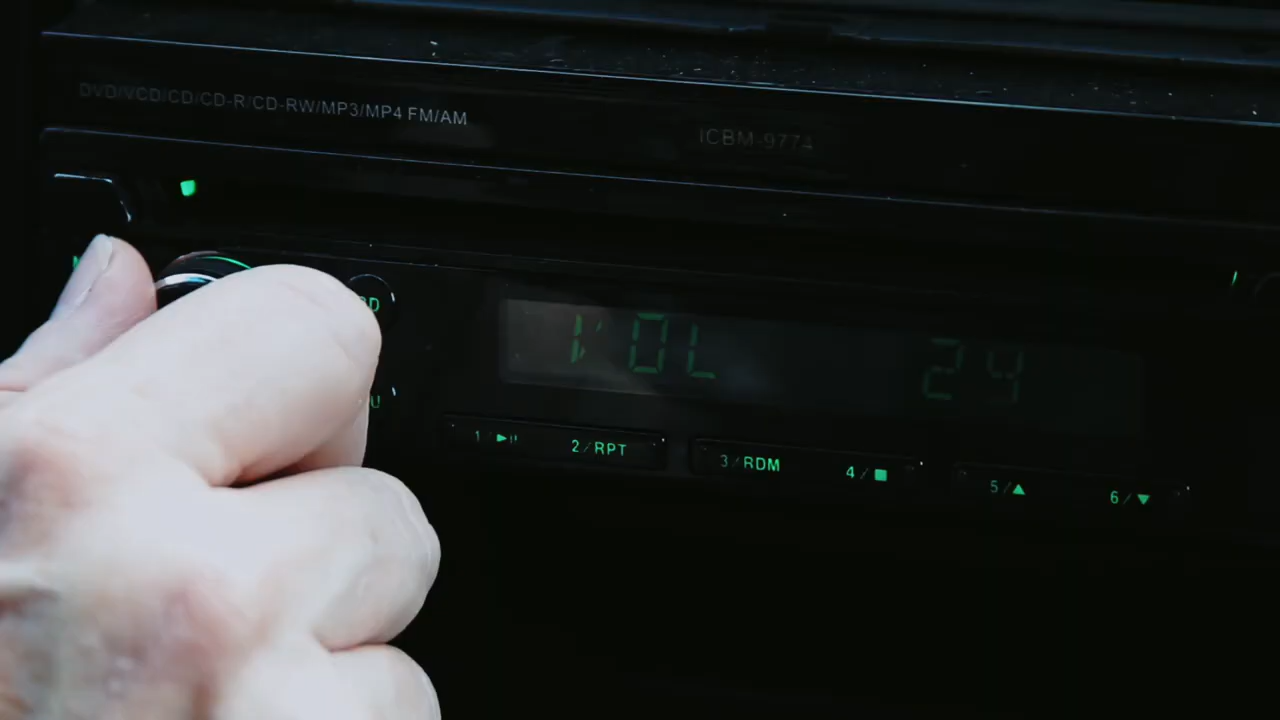 DVD/VCD/CD/CD-R/CD-RW/MP3/MP4 FM/AM
ICBM-9774
VOL 24
1/▶II 2/RPT 3/RDM 4/■ 5/▲ 6/▼